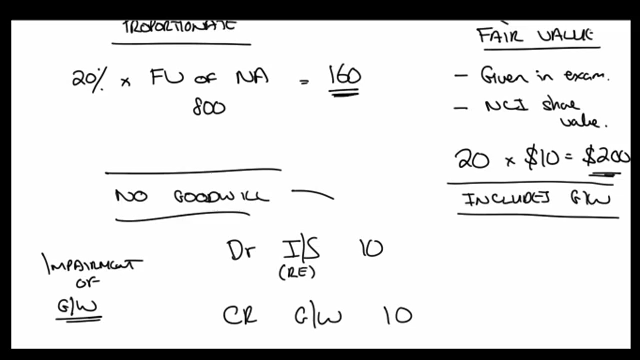 PROPORTIONATE
20% x FV of NA = 160
800
NO GOODWILL
FAIR VALUE
- Given in exam.
- NCI share value.
20 x $10 = $200
INCLUDES G/W
IMPAIRMENT
OF
G/W
Dr I/S 10
(RE)
CR G/W 10